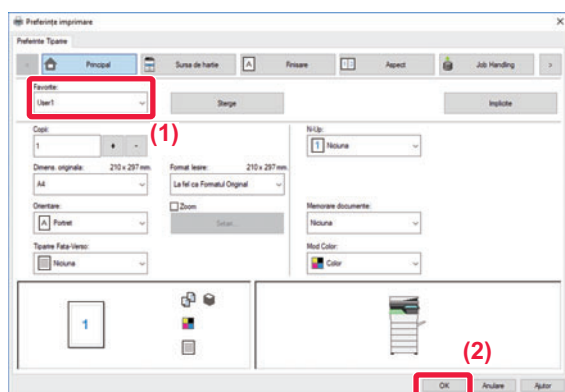 Preferințe imprimare
Preferinte Tiparire
Principal Sursa de hartie Finisare Aspect Job Handling
Favorite:
User1 Sterge Implicite
(1)
Copii: N-Up:
1 + - 1 Niciuna
Dimens. originala: 210 x 297 mm. Format Iesire: 210 x 297 mm.
A4 La fel ca Formatul Original
Orientare: Zoom Memorare documente:
A Portret Setari... Niciuna
Tiparire Fata-Verso: Mod Color:
Niciuna Color
1
(2)
OK Anulare Ajutor